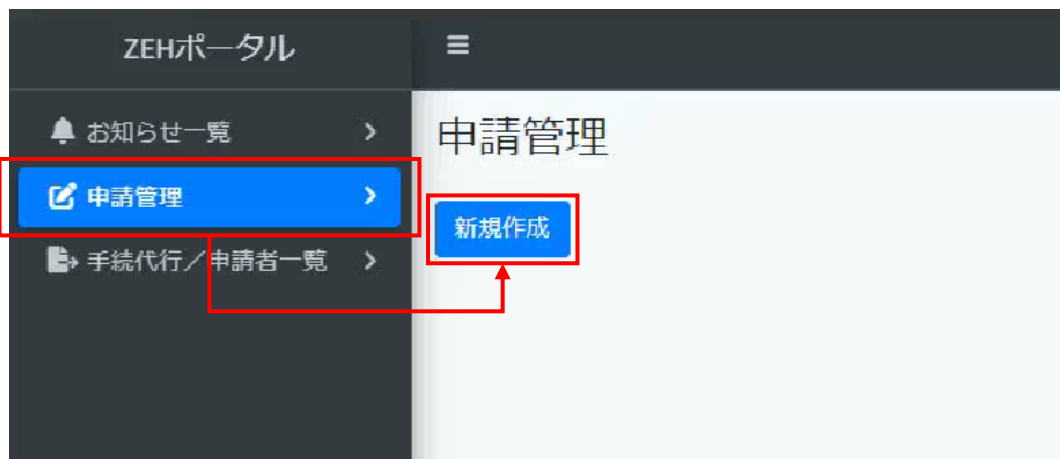 ZEHポータル
お知らせ一覧
申請管理
手続代行／申請者一覧
申請管理
新規作成